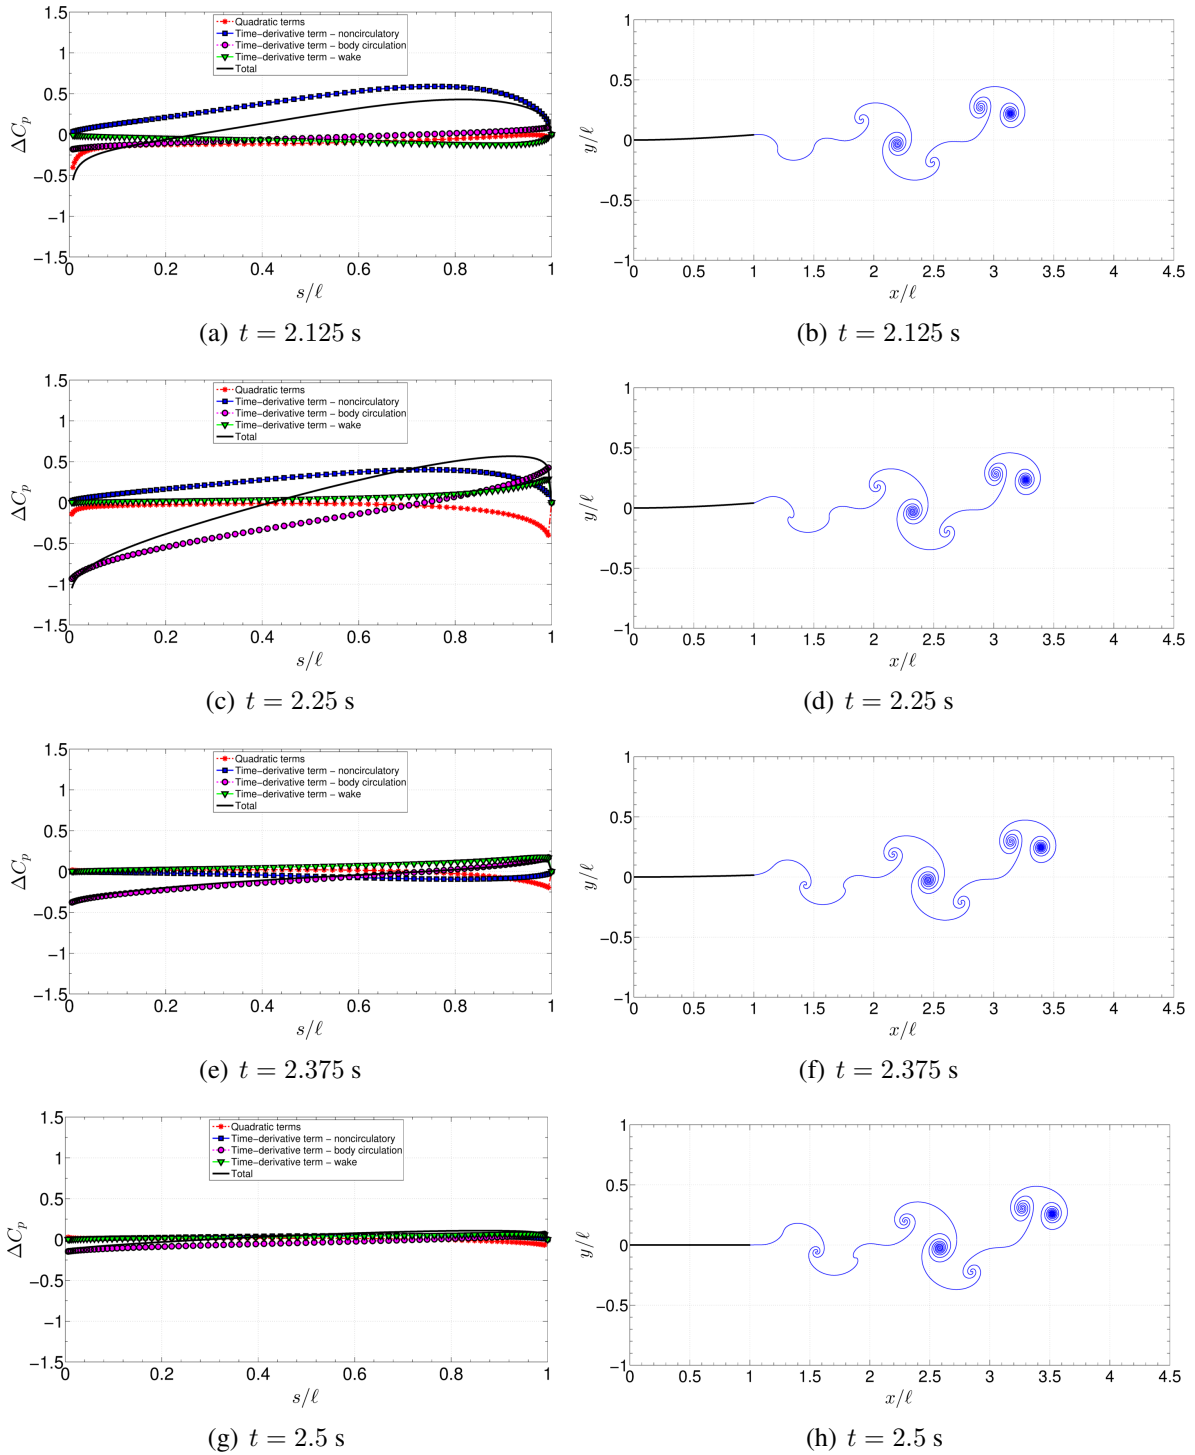 Quadratic terms
Time-derivative term - noncirculatory
Time-derivative term - body circulation
Time-derivative term - wake
Total
1.5
1
0.5
0
−0.5
−1
−1.5
ΔC_p
0 0.2 0.4 0.6 0.8 1
s/ℓ
(a) t = 2.125 s
1
0.5
0
−0.5
−1
y/ℓ
0 0.5 1 1.5 2 2.5 3 3.5 4 4.5
x/ℓ
(b) t = 2.125 s
Quadratic terms
Time-derivative term - noncirculatory
Time-derivative term - body circulation
Time-derivative term - wake
Total
1.5
1
0.5
0
−0.5
−1
−1.5
ΔC_p
0 0.2 0.4 0.6 0.8 1
s/ℓ
(c) t = 2.25 s
1
0.5
0
−0.5
−1
y/ℓ
0 0.5 1 1.5 2 2.5 3 3.5 4 4.5
x/ℓ
(d) t = 2.25 s
Quadratic terms
Time-derivative term - noncirculatory
Time-derivative term - body circulation
Time-derivative term - wake
Total
1.5
1
0.5
0
−0.5
−1
−1.5
ΔC_p
0 0.2 0.4 0.6 0.8 1
s/ℓ
(e) t = 2.375 s
1
0.5
0
−0.5
−1
y/ℓ
0 0.5 1 1.5 2 2.5 3 3.5 4 4.5
x/ℓ
(f) t = 2.375 s
Quadratic terms
Time-derivative term - noncirculatory
Time-derivative term - body circulation
Time-derivative term - wake
Total
1.5
1
0.5
0
−0.5
−1
−1.5
ΔC_p
0 0.2 0.4 0.6 0.8 1
s/ℓ
(g) t = 2.5 s
1
0.5
0
−0.5
−1
y/ℓ
0 0.5 1 1.5 2 2.5 3 3.5 4 4.5
x/ℓ
(h) t = 2.5 s